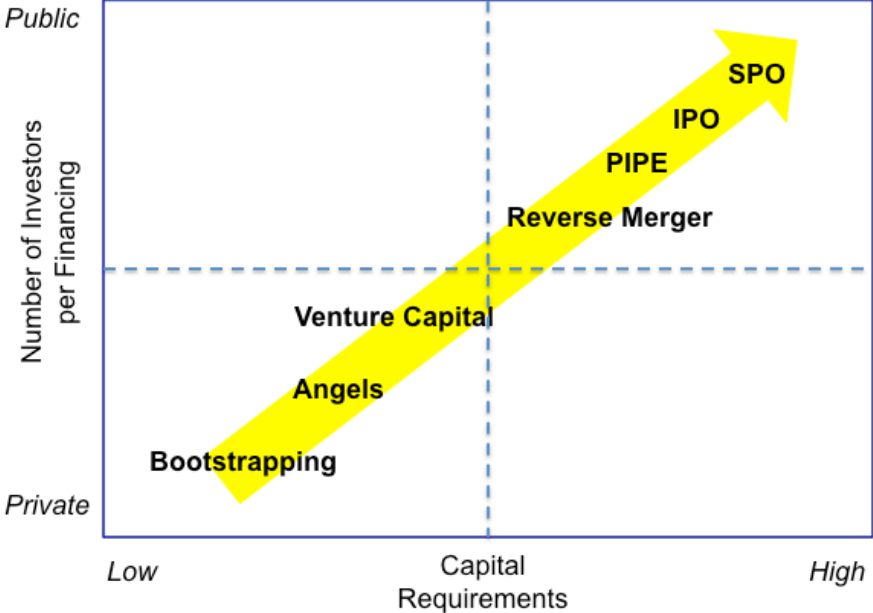 Public
SPO
IPO
PIPE
Reverse Merger
Number of Investors
per Financing
Venture Capital
Angels
Bootstrapping
Private
Low
Capital
Requirements
High